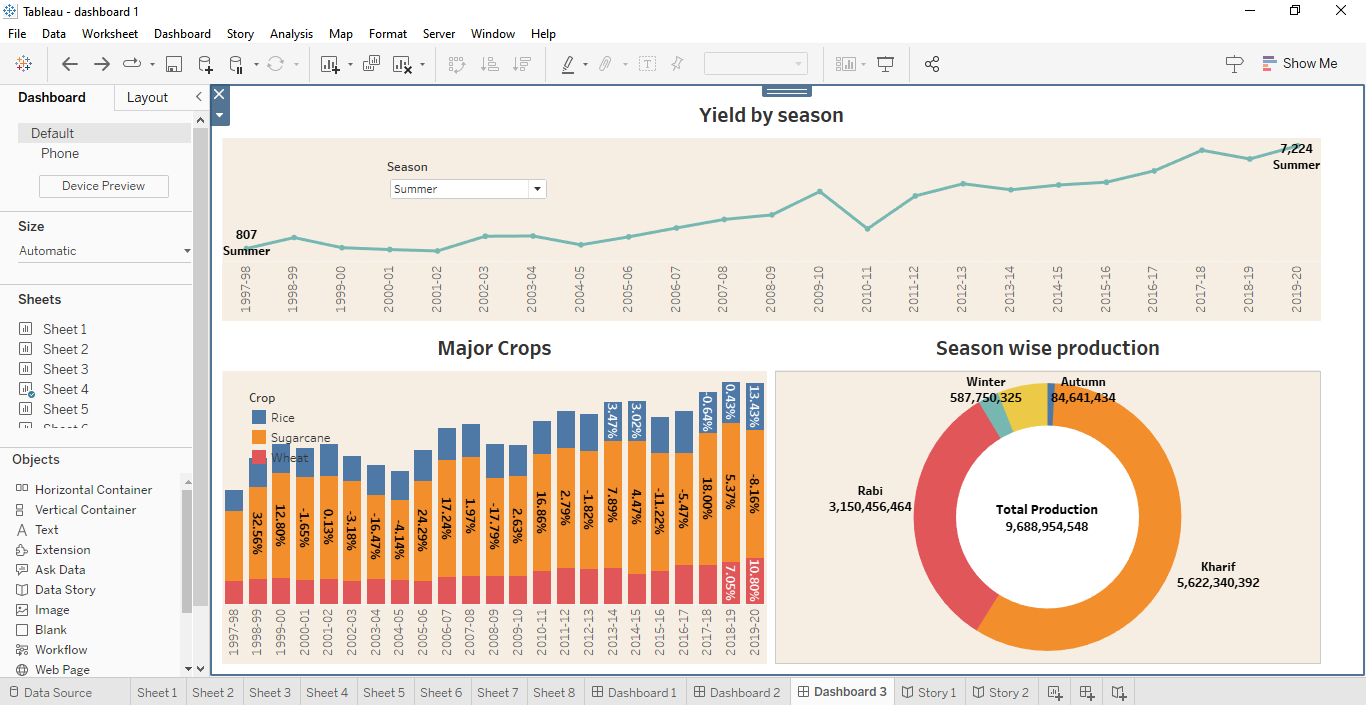 Tableau - dashboard 1
File Data Worksheet Dashboard Story Analysis Map Format Server Window Help
Show Me
Dashboard Layout
Default
Phone
Device Preview
Size
Automatic
Sheets
Sheet 1
Sheet 2
Sheet 3
Sheet 4
Sheet 5
Objects
Horizontal Container
Vertical Container
Text
Extension
Ask Data
Data Story
Image
Blank
Workflow
Web Page
Yield by season
Season
Summer
807
Summer
7,224
Summer
1997-98 1998-99 1999-00 2000-01 2001-02 2002-03 2003-04 2004-05 2005-06 2006-07 2007-08 2008-09 2009-10 2010-11 2011-12 2012-13 2013-14 2014-15 2015-16 2016-17 2017-18 2018-19 2019-20
Major Crops
Crop
Rice
Sugarcane
Wheat
3.47% 3.02% -0.64% 0.43% 13.43%
32.56% 12.80% -1.65% 0.13% -3.18% -16.47% -4.14% 24.29% 17.24% 1.97% -17.79% 2.63% 16.86% 2.79% -1.82% 7.89% 4.47% -11.22% -5.47% 18.00% 5.37% -8.16%
7.05% 10.80%
1997-98 1998-99 1999-00 2000-01 2001-02 2002-03 2003-04 2004-05 2005-06 2006-07 2007-08 2008-09 2009-10 2010-11 2011-12 2012-13 2013-14 2014-15 2015-16 2016-17 2017-18 2018-19 2019-20
Season wise production
Winter
587,750,325
Autumn
84,641,434
Rabi
3,150,456,464
Total Production
9,688,954,548
Kharif
5,622,340,392
Data Source Sheet 1 Sheet 2 Sheet 3 Sheet 4 Sheet 5 Sheet 6 Sheet 7 Sheet 8 Dashboard 1 Dashboard 2 Dashboard 3 Story 1 Story 2